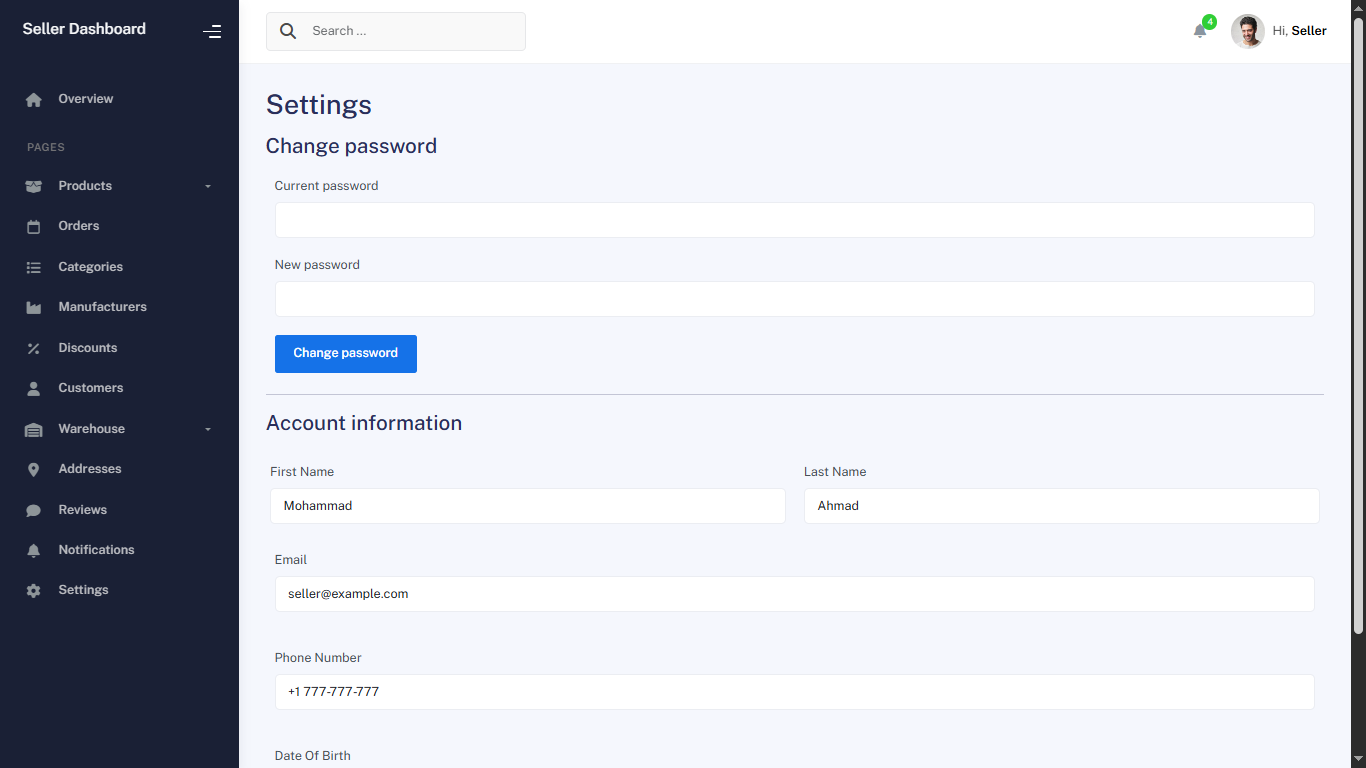 Seller Dashboard
Search ...
4
Hi, Seller
Overview
PAGES
Products
Orders
Categories
Manufacturers
Discounts
Customers
Warehouse
Addresses
Reviews
Notifications
Settings
Settings
Change password
Current password
New password
Change password
Account information
First Name
Last Name
Mohammad
Ahmad
Email
seller@example.com
Phone Number
+1 777-777-777
Date Of Birth